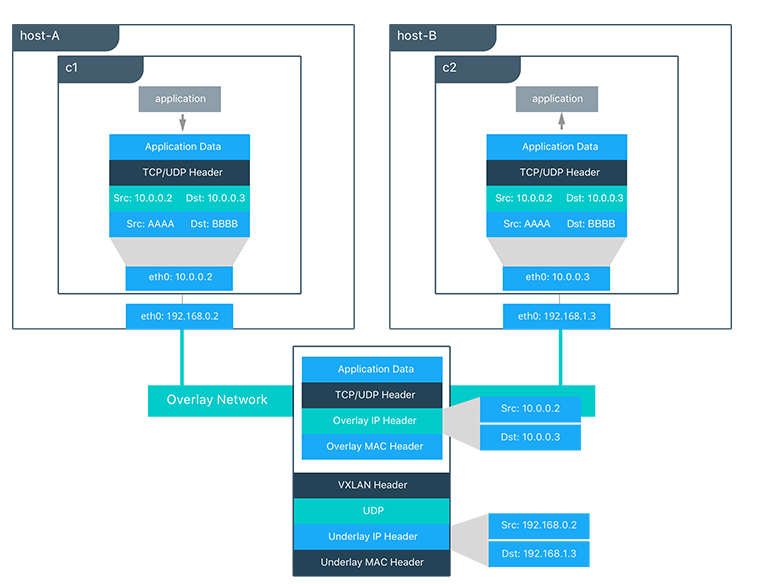 host-A
c1
application
Application Data
TCP/UDP Header
Src: 10.0.0.2 Dst: 10.0.0.3
Src: AAAA Dst: BBBB
eth0: 10.0.0.2
eth0: 192.168.0.2
host-B
c2
application
Application Data
TCP/UDP Header
Src: 10.0.0.2 Dst: 10.0.0.3
Src: AAAA Dst: BBBB
eth0: 10.0.0.3
eth0: 192.168.1.3
Overlay Network
Application Data
TCP/UDP Header
Overlay IP Header
Overlay MAC Header
Src: 10.0.0.2
Dst: 10.0.0.3
VXLAN Header
UDP
Underlay IP Header
Underlay MAC Header
Src: 192.168.0.2
Dst: 192.168.1.3